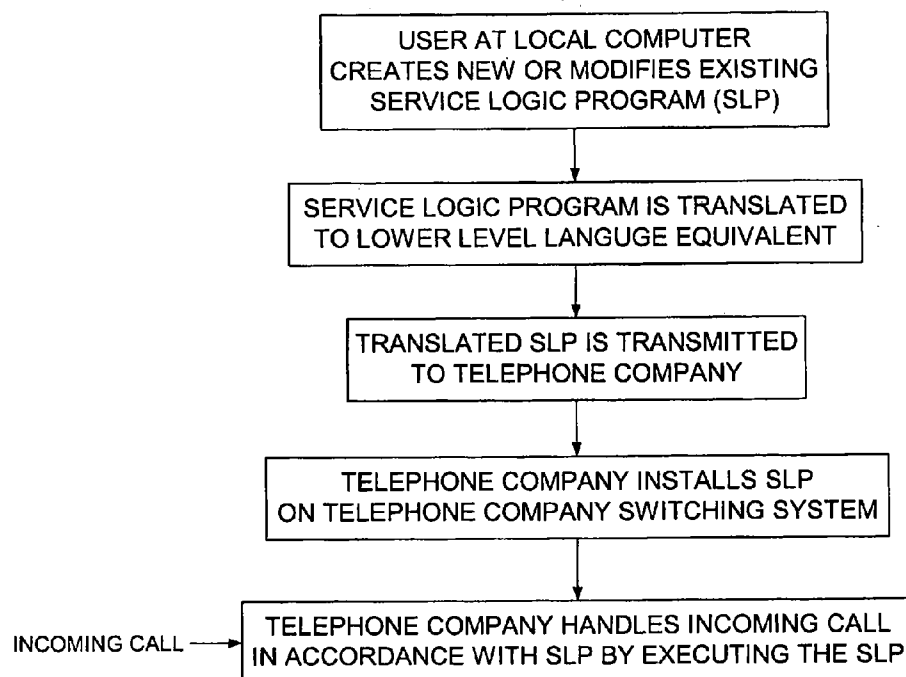 USER AT LOCAL COMPUTER
CREATES NEW OR MODIFIES EXISTING
SERVICE LOGIC PROGRAM (SLP)
SERVICE LOGIC PROGRAM IS TRANSLATED
TO LOWER LEVEL LANGUGE EQUIVALENT
TRANSLATED SLP IS TRANSMITTED
TO TELEPHONE COMPANY
TELEPHONE COMPANY INSTALLS SLP
ON TELEPHONE COMPANY SWITCHING SYSTEM
INCOMING CALL
TELEPHONE COMPANY HANDLES INCOMING CALL
IN ACCORDANCE WITH SLP BY EXECUTING THE SLP